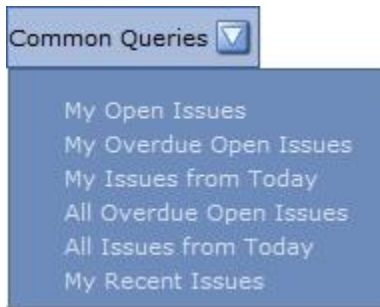 Common Queries
My Open Issues
My Overdue Open Issues
My Issues from Today
All Overdue Open Issues
All Issues from Today
My Recent Issues